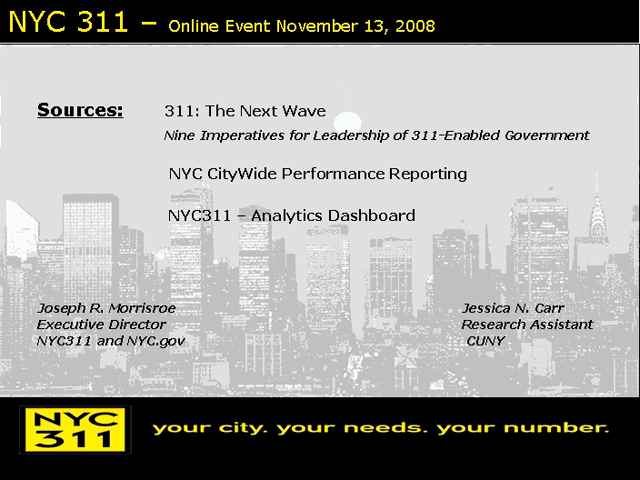 NYC 311 – Online Event November 13, 2008
Sources: 311: The Next Wave
Nine Imperatives for Leadership of 311-Enabled Government
NYC CityWide Performance Reporting
NYC311 – Analytics Dashboard
Joseph R. Morrisroe
Executive Director
NYC311 and NYC.gov
Jessica N. Carr
Research Assistant
CUNY
NYC
311
your city. your needs. your number.